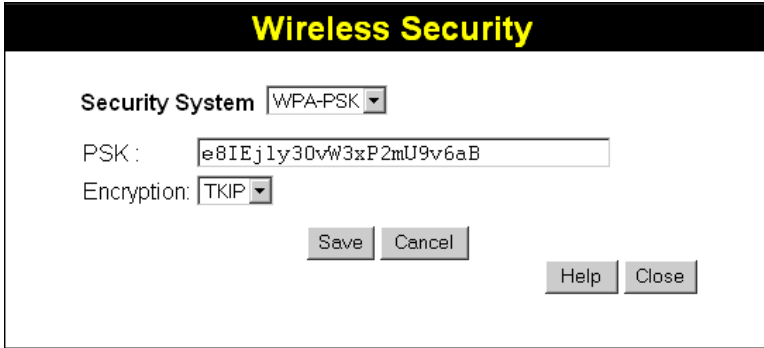 Wireless Security
Security System WPA-PSK
PSK : e8IEjly30vW3xP2mU9v6aB
Encryption: TKIP
Save Cancel
Help Close